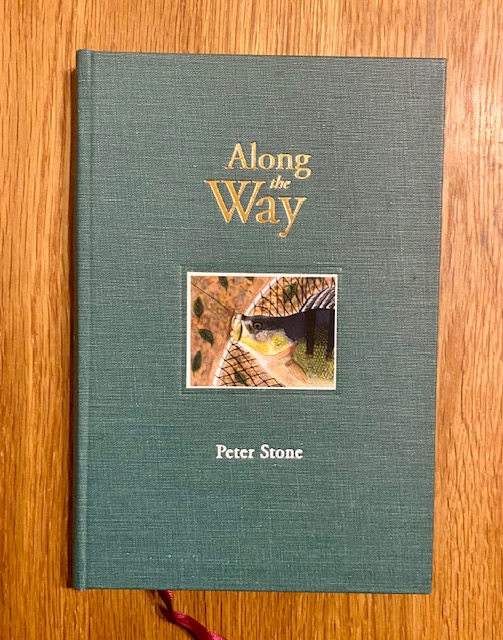 Along
the
Way
Peter Stone